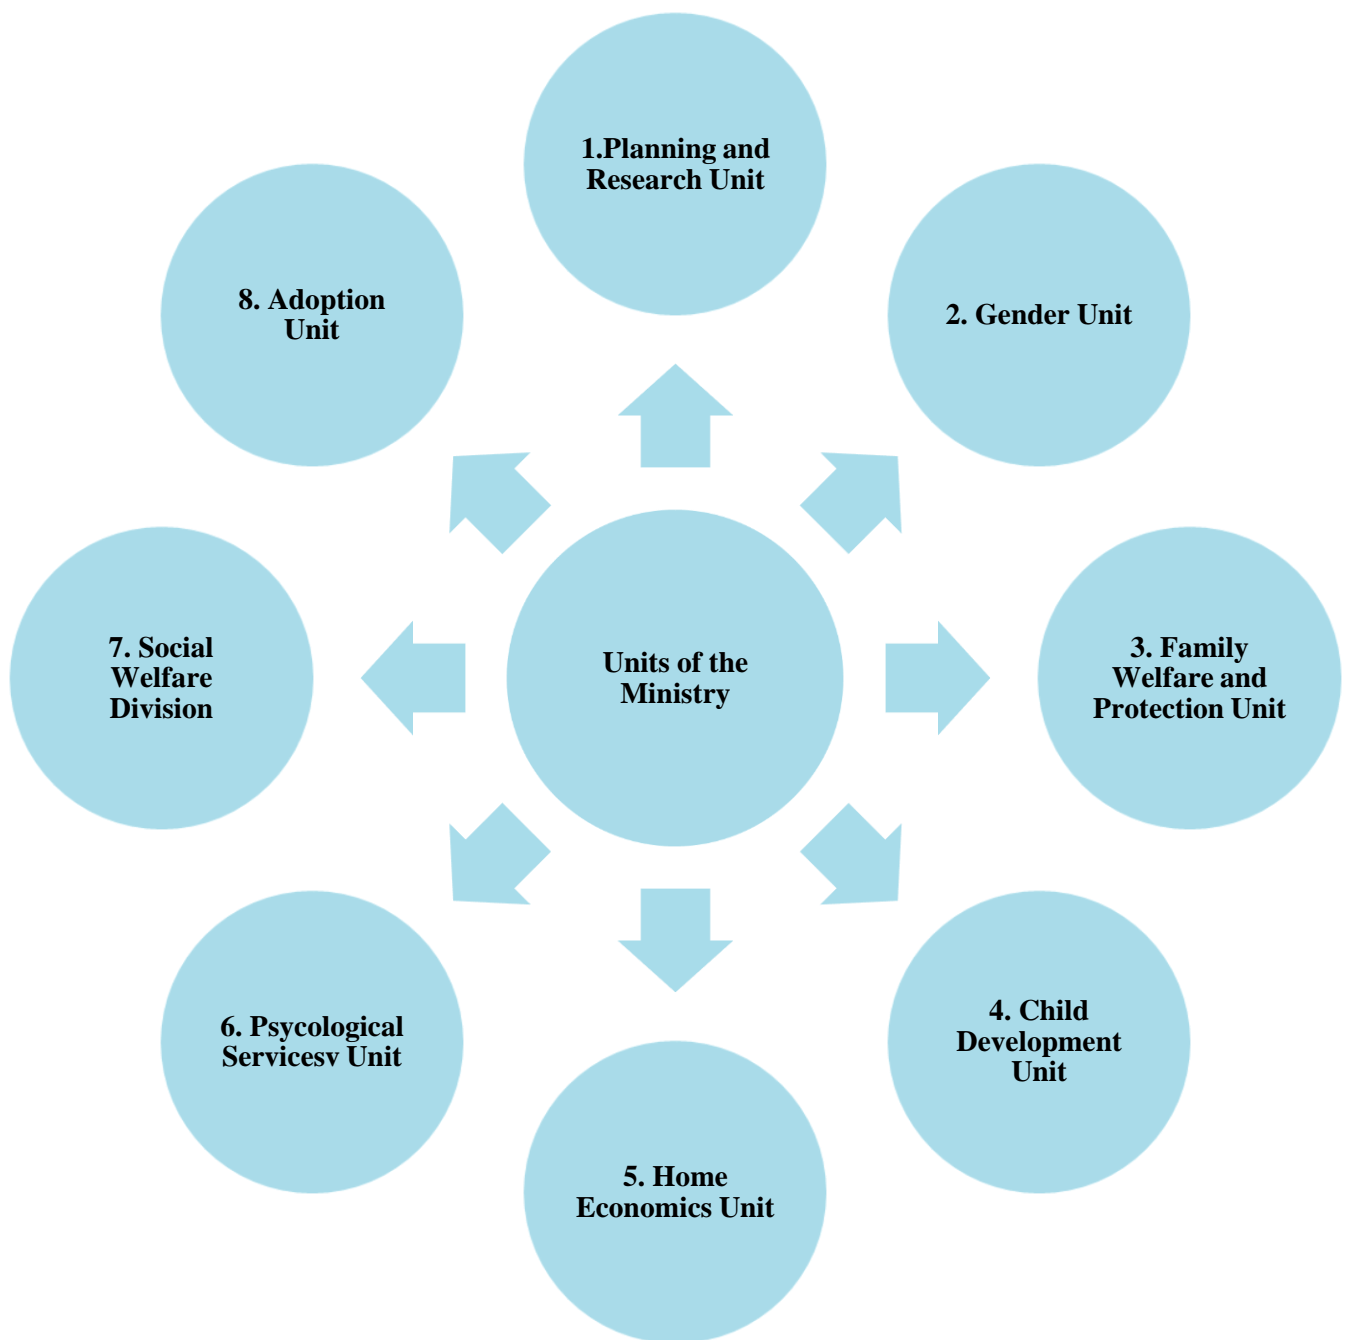 1.Planning and
Research Unit
2. Gender Unit
3. Family
Welfare and
Protection Unit
4. Child
Development
Unit
5. Home
Economics Unit
6. Psycological
Servicesv Unit
7. Social
Welfare
Division
8. Adoption
Unit
Units of the
Ministry